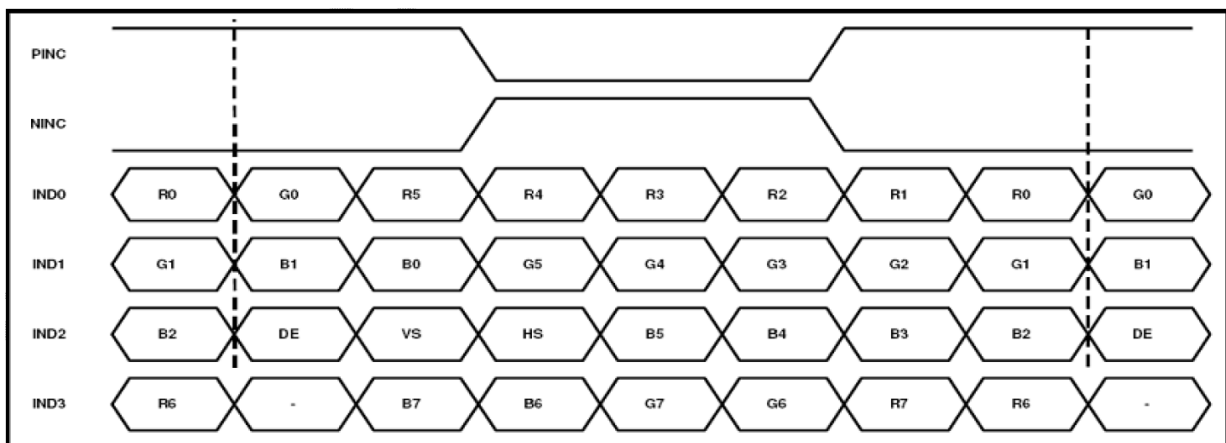 PINC
NINC
IND0 R0 G0 R5 R4 R3 R2 R1 R0 G0
IND1 G1 B1 B0 G5 G4 G3 G2 G1 B1
IND2 B2 DE VS HS B5 B4 B3 B2 DE
IND3 R6 - B7 B6 G7 G6 R7 R6 -